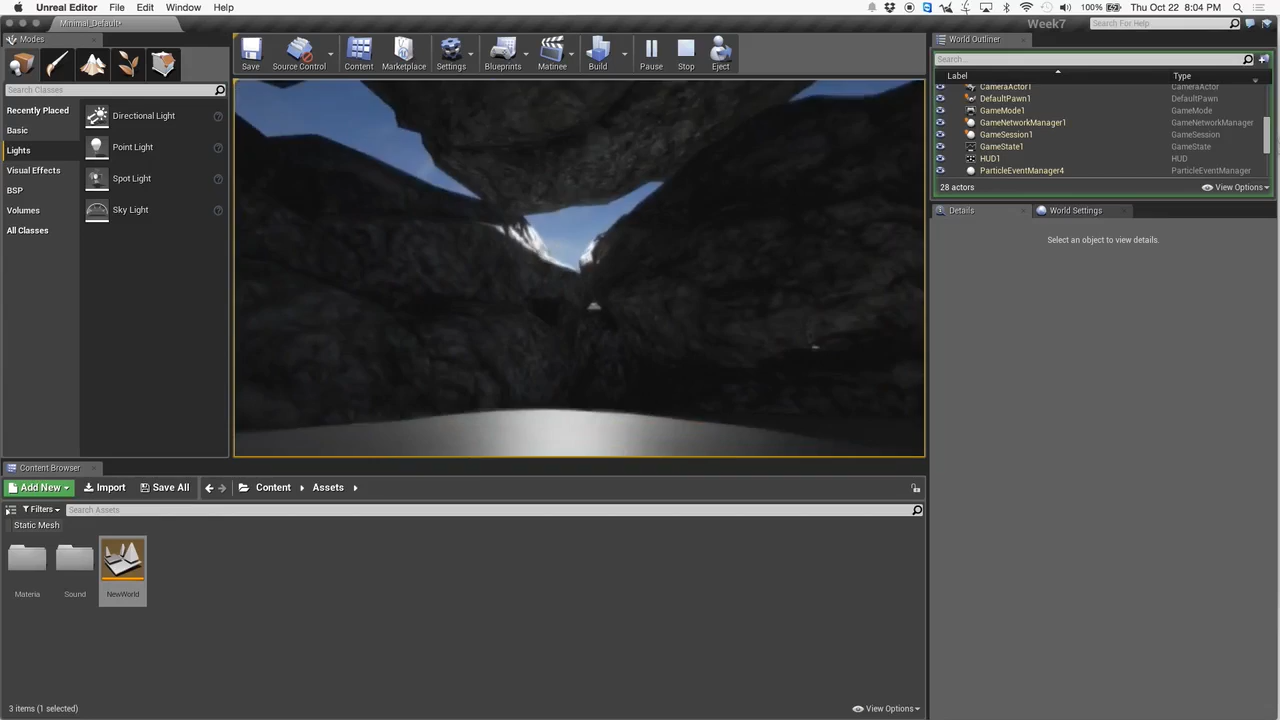 Unreal Editor File Edit Window Help
100% Thu Oct 22 8:04 PM
Minimal_Default*
Week7
Search For Help
Modes
Search Classes
Recently Placed
Basic
Lights
Visual Effects
BSP
Volumes
All Classes
Directional Light
Point Light
Spot Light
Sky Light
Save
Source Control
Content
Marketplace
Settings
Blueprints
Matinee
Build
Pause
Stop
Eject
World Outliner
Search...
Label Type
CameraActor1 CameraActor
DefaultPawn1 DefaultPawn
GameMode1 GameMode
GameNetworkManager1 GameNetworkManager
GameSession1 GameSession
GameState1 GameState
HUD1 HUD
ParticleEventManager4 ParticleEventManager
28 actors
View Options
Details
World Settings
Select an object to view details.
Content Browser
Add New
Import
Save All
Content
Assets
Filters
Search Assets
Static Mesh
Materia
Sound
NewWorld
3 items (1 selected)
View Options